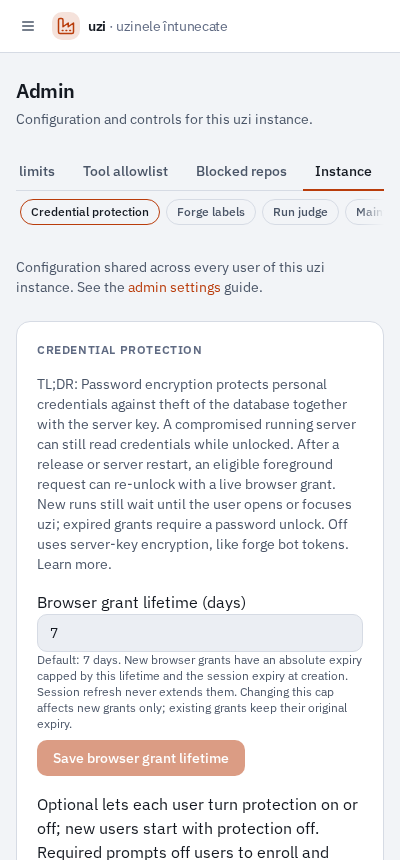 uzi · uzinele întunecate
Admin
Configuration and controls for this uzi instance.
limits Tool allowlist Blocked repos Instance
Credential protection Forge labels Run judge Main
Configuration shared across every user of this uzi
instance. See the admin settings guide.
CREDENTIAL PROTECTION
TL;DR: Password encryption protects personal
credentials against theft of the database together
with the server key. A compromised running server
can still read credentials while unlocked. After a
release or server restart, an eligible foreground
request can re-unlock with a live browser grant.
New runs still wait until the user opens or focuses
uzi; expired grants require a password unlock. Off
uses server-key encryption, like forge bot tokens.
Learn more.
Browser grant lifetime (days)
7
Default: 7 days. New browser grants have an absolute expiry
capped by this lifetime and the session expiry at creation.
Session refresh never extends them. Changing this cap
affects new grants only; existing grants keep their original
expiry.
Save browser grant lifetime
Optional lets each user turn protection on or
off; new users start with protection off.
Required prompts off users to enroll and